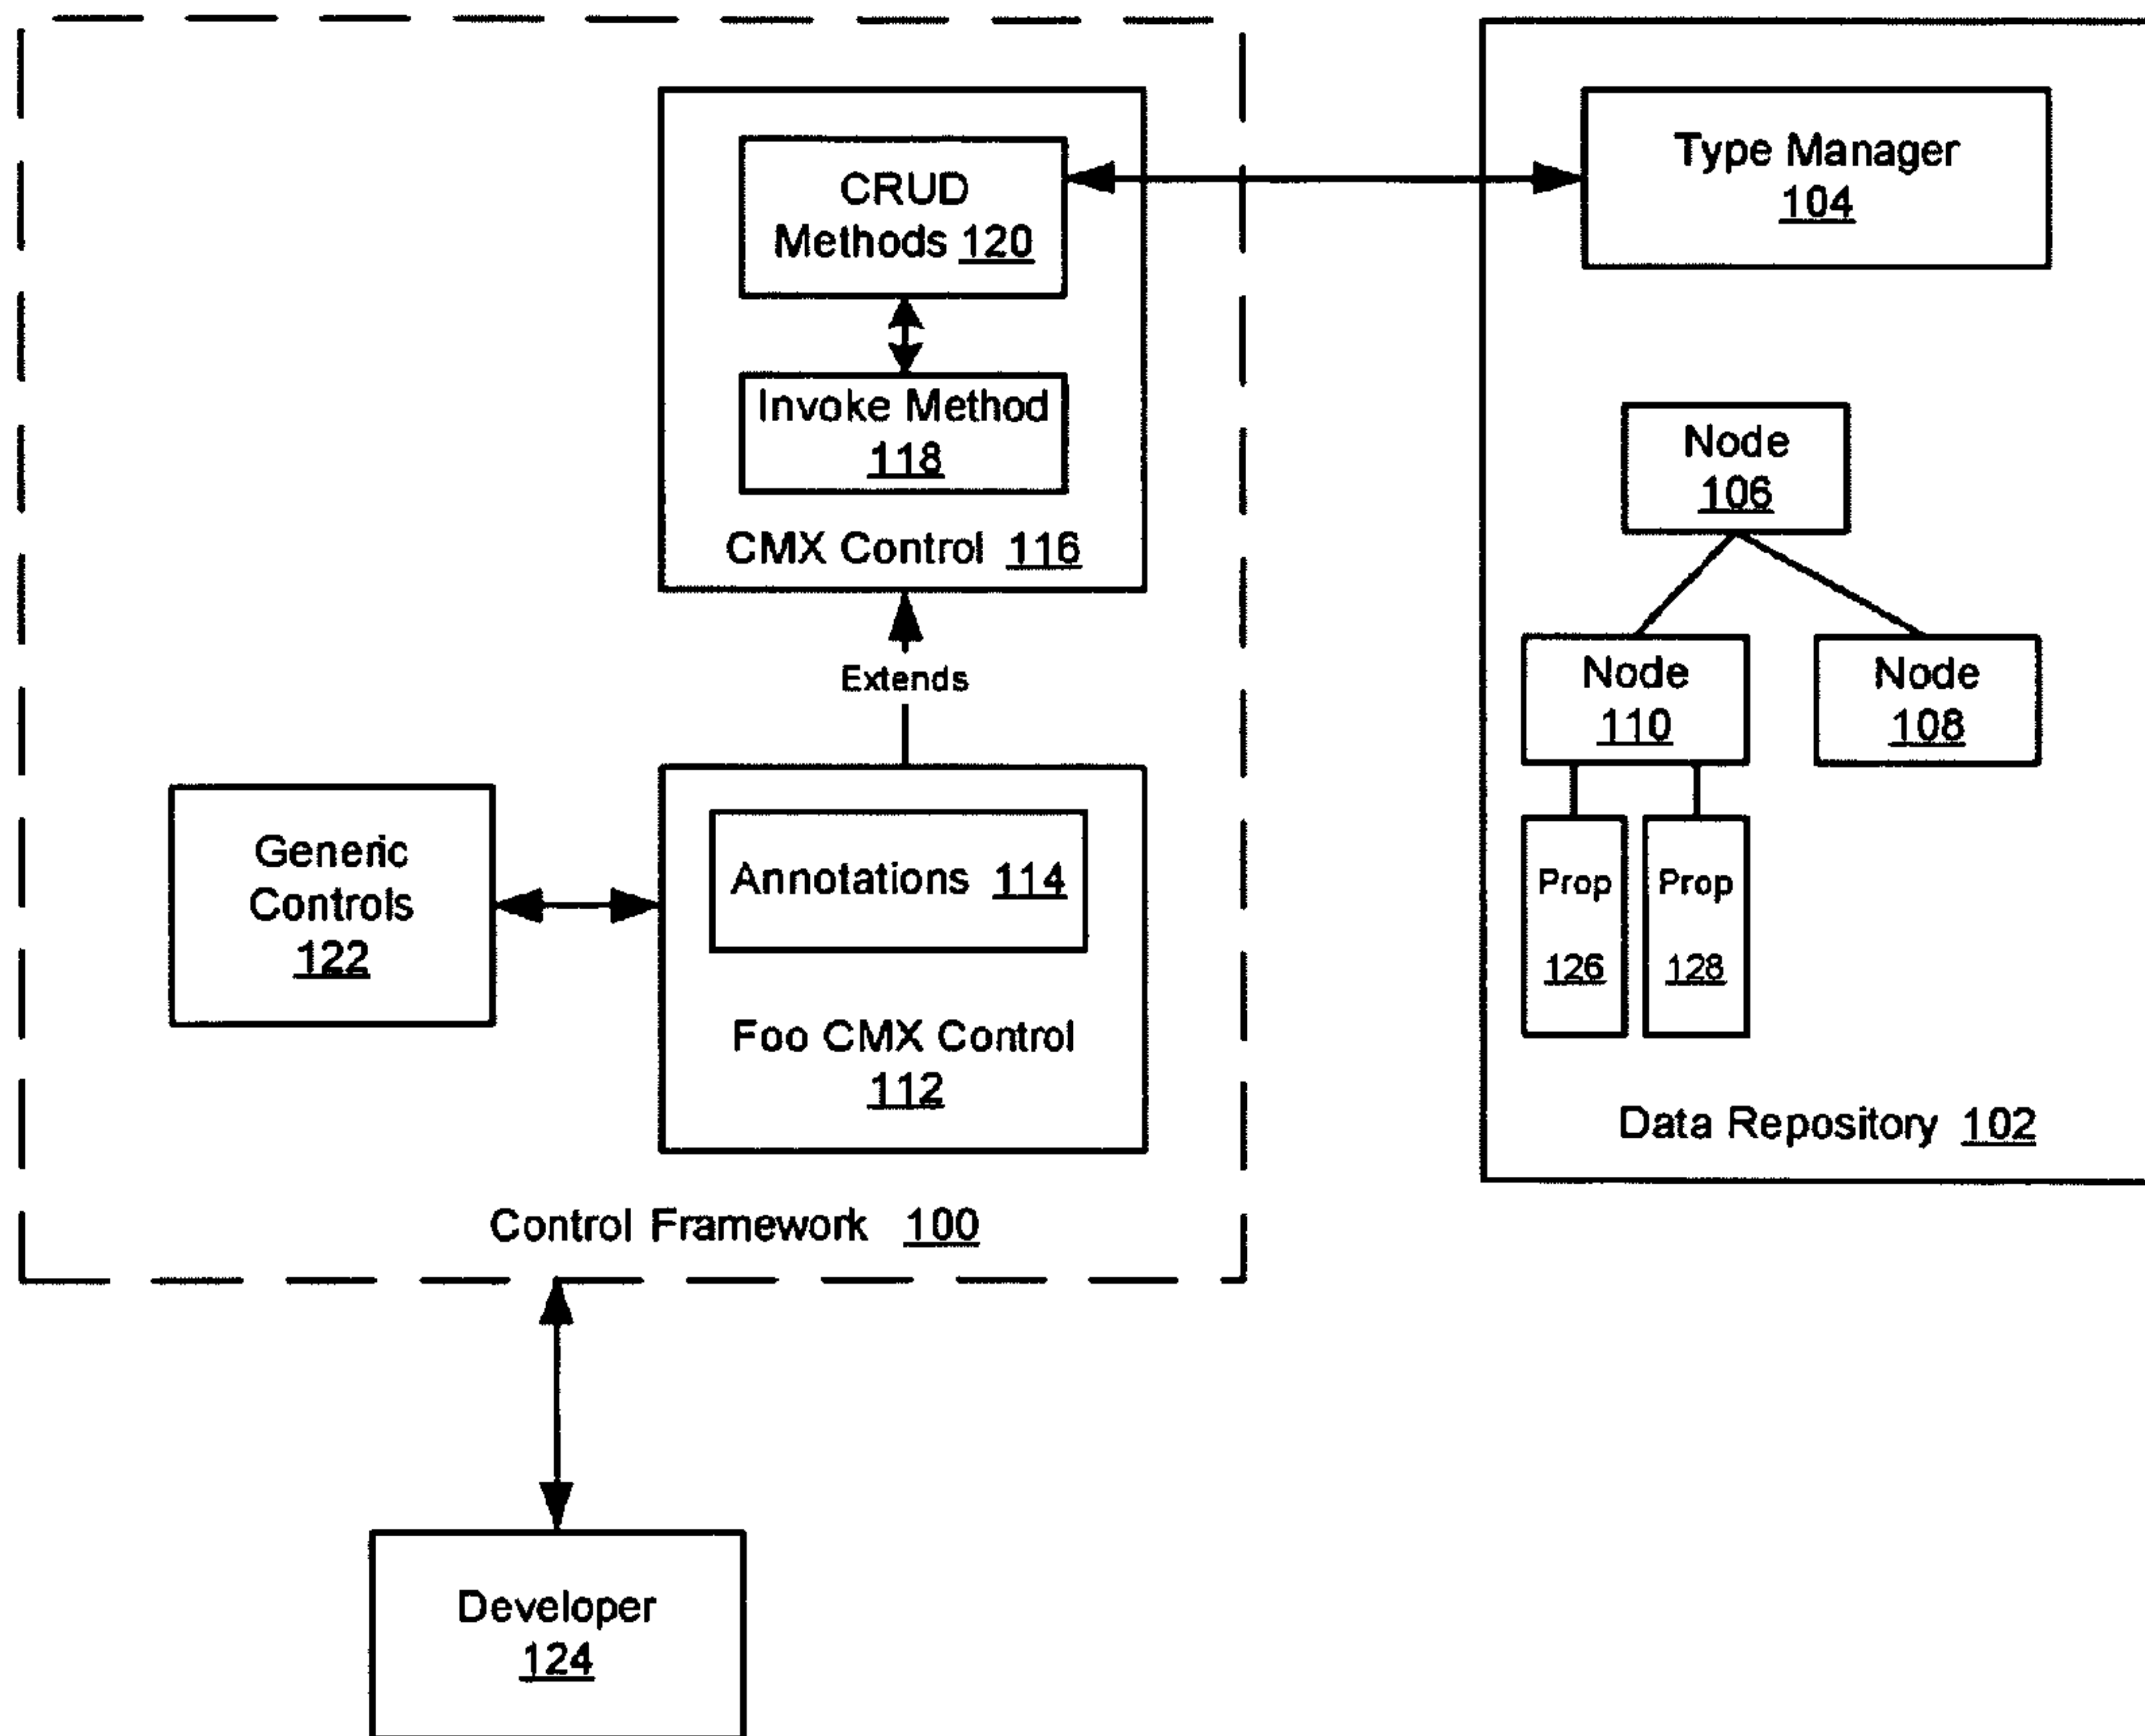 CRUD
Methods 120
Invoke Method
118
CMX Control 116
Extends
Generic
Controls
122
Annotations 114
Foo CMX Control
112
Control Framework 100
Developer
124
Type Manager
104
Node
106
Node
110
Node
108
Prop
126
Prop
128
Data Repository 102